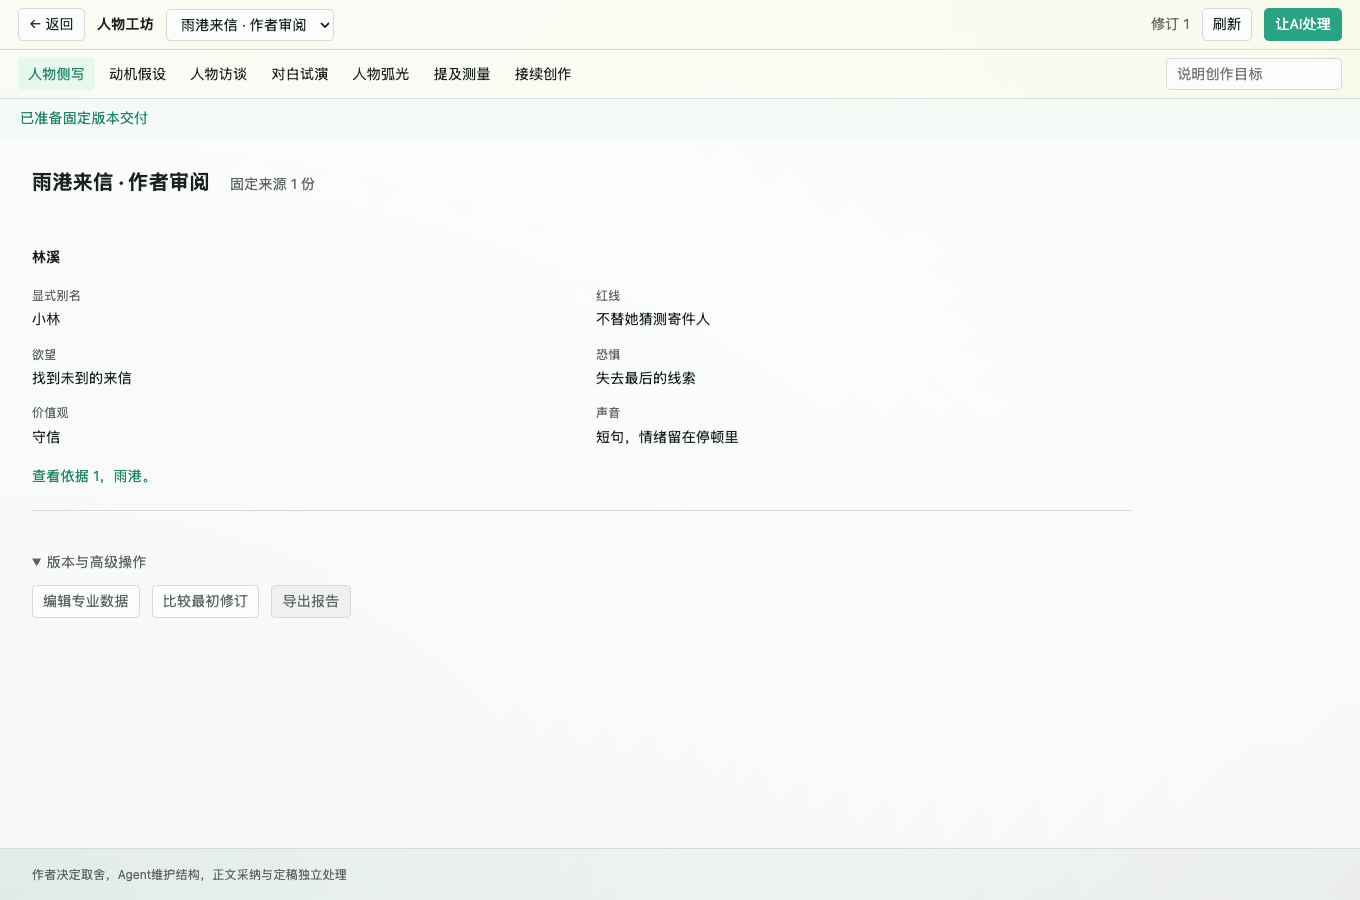 ← 返回 人物工坊 雨港来信 · 作者审阅 修订 1 刷新 让AI处理
人物侧写 动机假设 人物访谈 对白试演 人物弧光 提及测量 接续创作 说明创作目标
已准备固定版本交付
雨港来信 · 作者审阅 固定来源 1 份
林溪
显式别名 红线
小林 不替她猜测寄件人
欲望 恐惧
找到未到的来信 失去最后的线索
价值观 声音
守信 短句，情绪留在停顿里
查看依据 1，雨港。
▼ 版本与高级操作
编辑专业数据 比较最初修订 导出报告
作者决定取舍，Agent维护结构，正文采纳与定稿独立处理